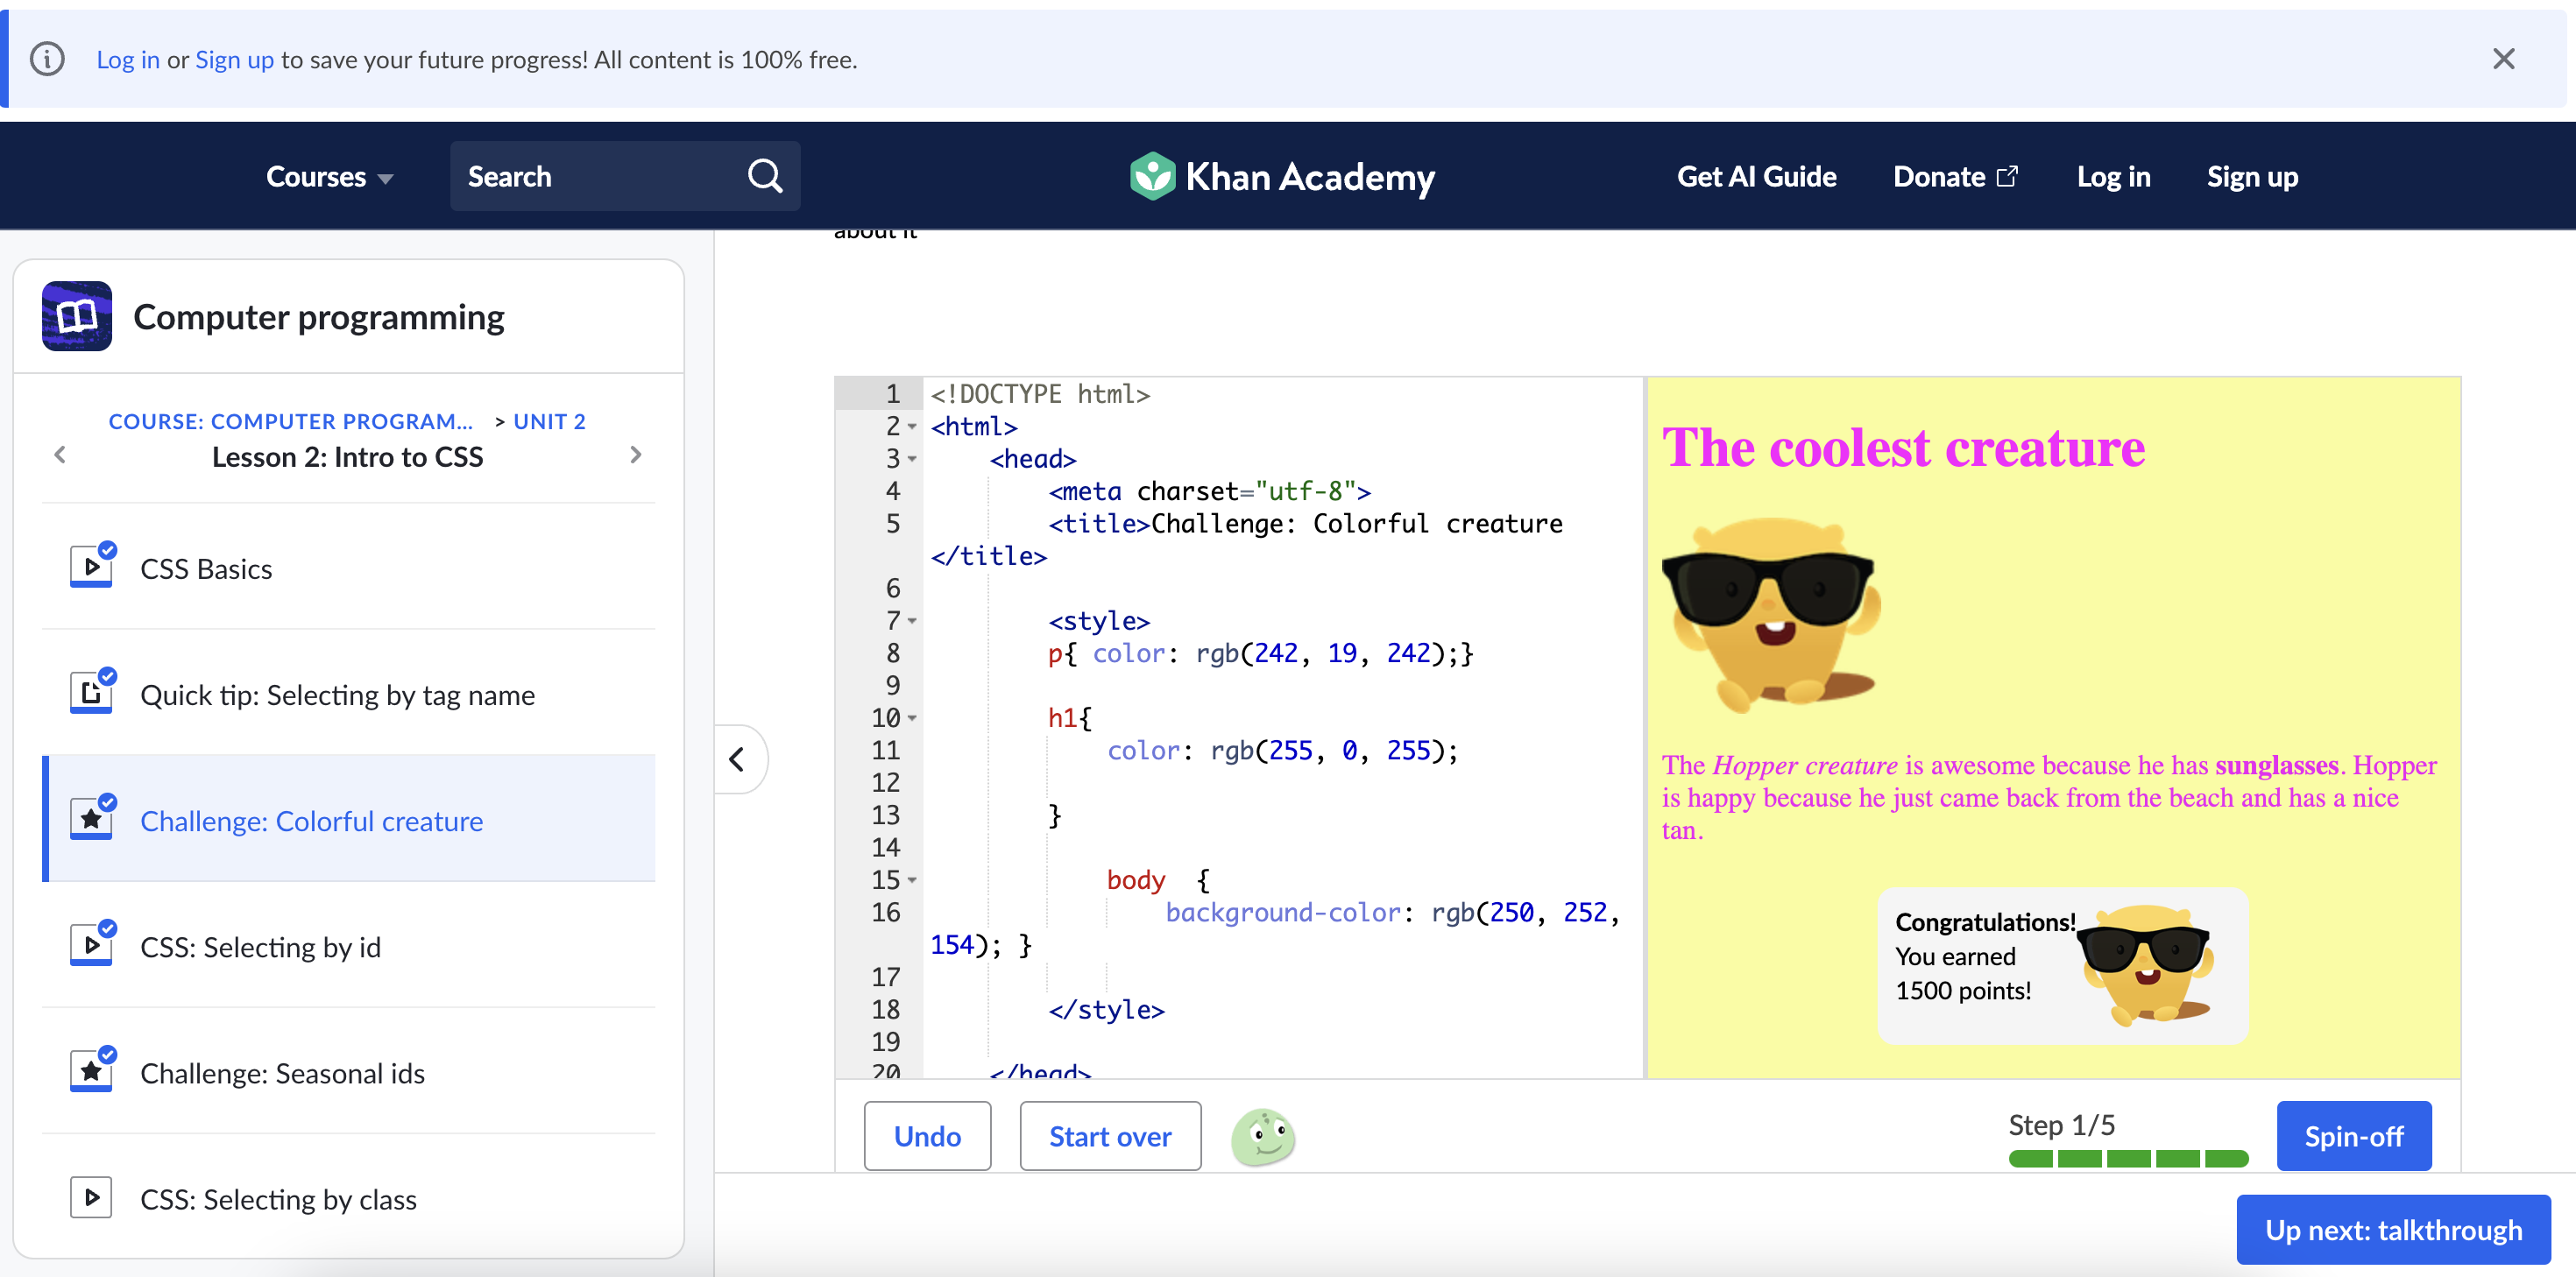 Log in or Sign up to save your future progress! All content is 100% free.
Courses
Search
Khan Academy
Get AI Guide
Donate
Log in
Sign up
Computer programming
COURSE: COMPUTER PROGRAM... > UNIT 2
Lesson 2: Intro to CSS
CSS Basics
Quick tip: Selecting by tag name
Challenge: Colorful creature
CSS: Selecting by id
Challenge: Seasonal ids
CSS: Selecting by class
about it
1 <!DOCTYPE html>
2 <html>
3 <head>
4 <meta charset="utf-8">
5 <title>Challenge: Colorful creature
</title>
6
7 <style>
8 p{ color: rgb(242, 19, 242);}
9
10 h1{
11 color: rgb(255, 0, 255);
12
13 }
14
15 body  {
16 background-color: rgb(250, 252,
154); }
17
18 </style>
19
20 </head>
The coolest creature
The Hopper creature is awesome because he has sunglasses. Hopper
is happy because he just came back from the beach and has a nice
tan.
Congratulations!
You earned
1500 points!
Undo
Start over
Step 1/5
Spin-off
Up next: talkthrough